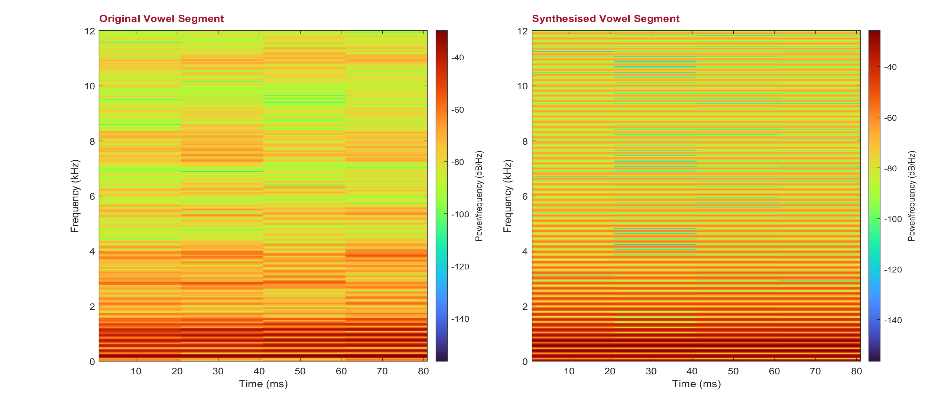 Original Vowel Segment
12
10
8
6
4
2
0
Frequency (kHz)
10 20 30 40 50 60 70 80
Time (ms)
-40
-60
-80
-100
-120
-140
Power/frequency (dB/Hz)
Synthesised Vowel Segment
12
10
8
6
4
2
0
Frequency (kHz)
10 20 30 40 50 60 70 80
Time (ms)
-40
-60
-80
-100
-120
-140
Power/frequency (dB/Hz)